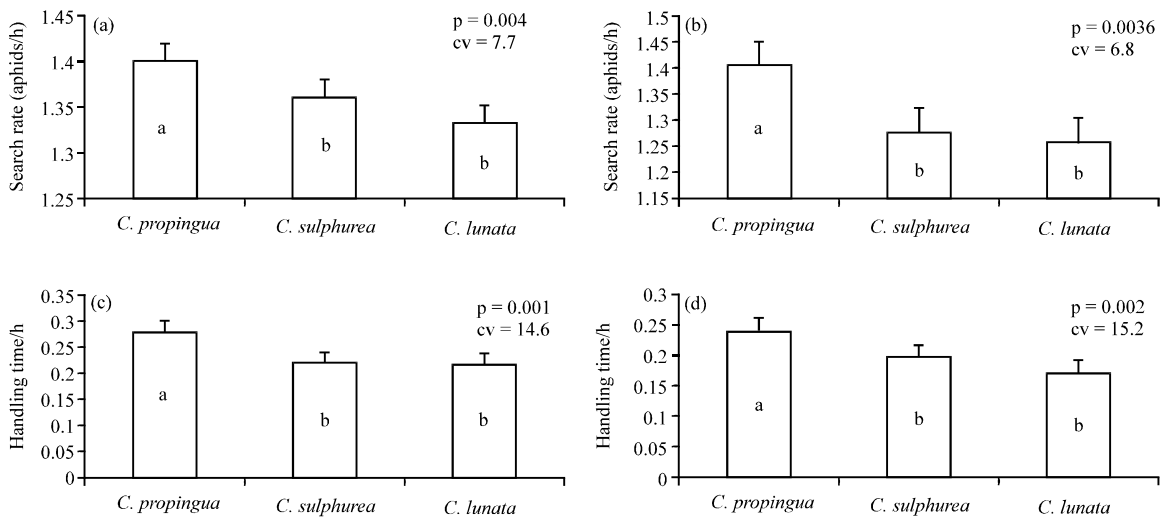 (a)
p = 0.004
cv = 7.7
Search rate (aphids/h)
1.45
1.4
1.35
1.3
1.25
a
b
b
C. propingua
C. sulphurea
C. lunata
(b)
p = 0.0036
cv = 6.8
Search rate (aphids/h)
1.5
1.45
1.4
1.35
1.3
1.25
1.2
1.15
a
b
b
C. propingua
C. sulphurea
C. lunata
(c)
p = 0.001
cv = 14.6
Handling time/h
0.35
0.3
0.25
0.2
0.15
0.1
0.05
0
a
b
b
C. propingua
C. sulphurea
C. lunata
(d)
p = 0.002
cv = 15.2
Handling time/h
0.3
0.25
0.2
0.15
0.1
0.05
0
a
b
b
C. propingua
C. sulphurea
C. lunata